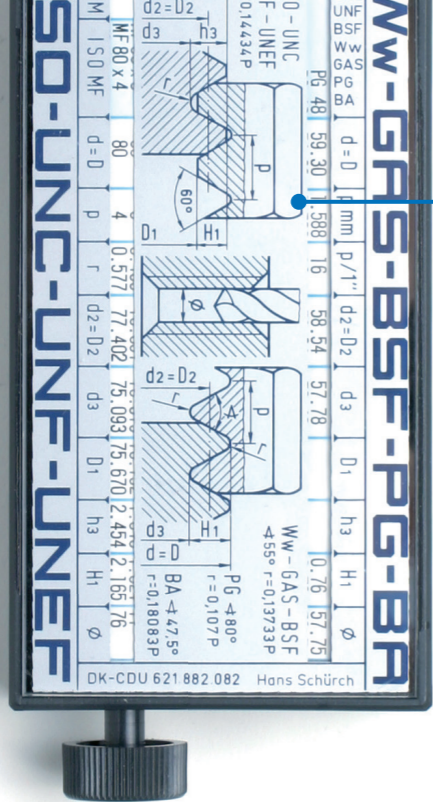 Ww-GAS-BSF-PG-BA
UNF
BSF
Ww
GAS
PG
BA
d=D
mm
p/1"
d2=D2
d3
D1
h3
H1
Ø
PG 48
59.30
16
58.54
57.78
0.76
57.75
O-UNC
F-UNEF
0,14434P
d2=D2
d3
h3
r
p
60°
D1
H1
Ø
d2=D2
r
A
p
r
d3
H1
d=D
Ww-GAS-BSF
∢55° r=0,13733P
PG ∢80°
r=0,107P
BA ∢47,5°
r=0,18083P
MF 80 x 4
80
4
0.577
77.402
75.093
75.670
2.454
2.165
76
M
ISO MF
d=D
p
r
d2=D2
d3
D1
h3
H1
Ø
SO-UNC-UNF-UNEF
DK-CDU 621.882.082 Hans Schürch